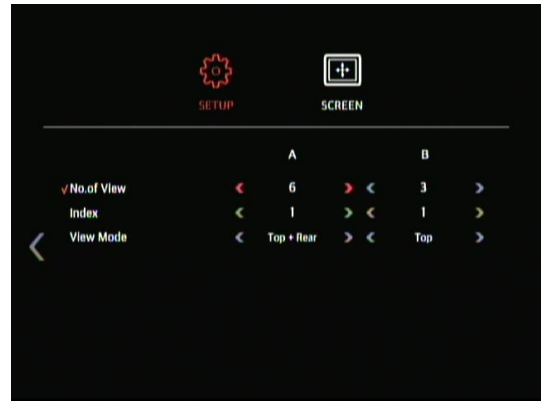 SETUP SCREEN
A B
No.of View 6 3
Index 1 1
View Mode Top + Rear Top